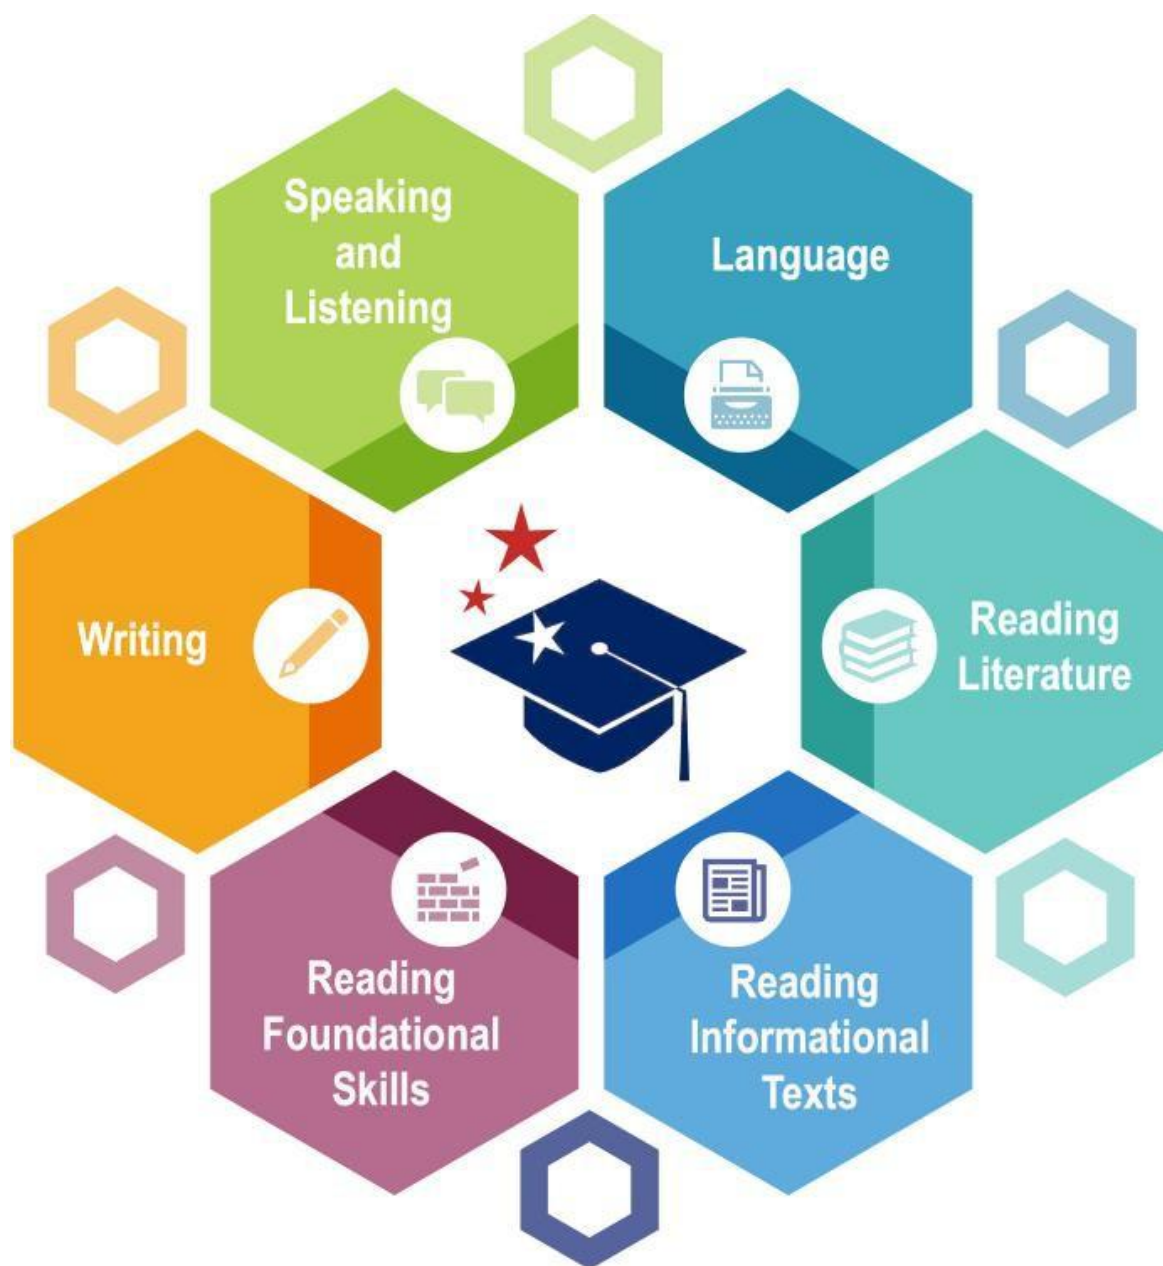 Speaking
and
Listening
Language
Writing
Reading
Literature
Reading
Foundational
Skills
Reading
Informational
Texts